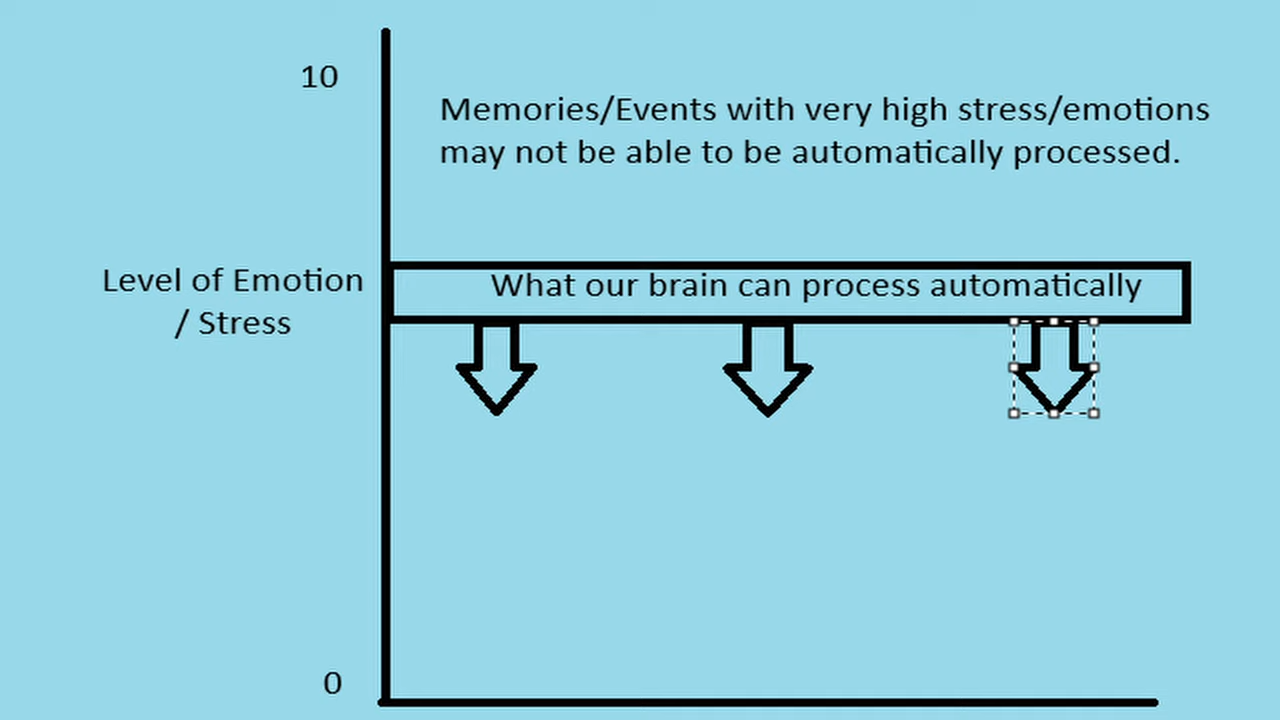 10
Memories/Events with very high stress/emotions
may not be able to be automatically processed.
Level of Emotion
/ Stress
What our brain can process automatically
0